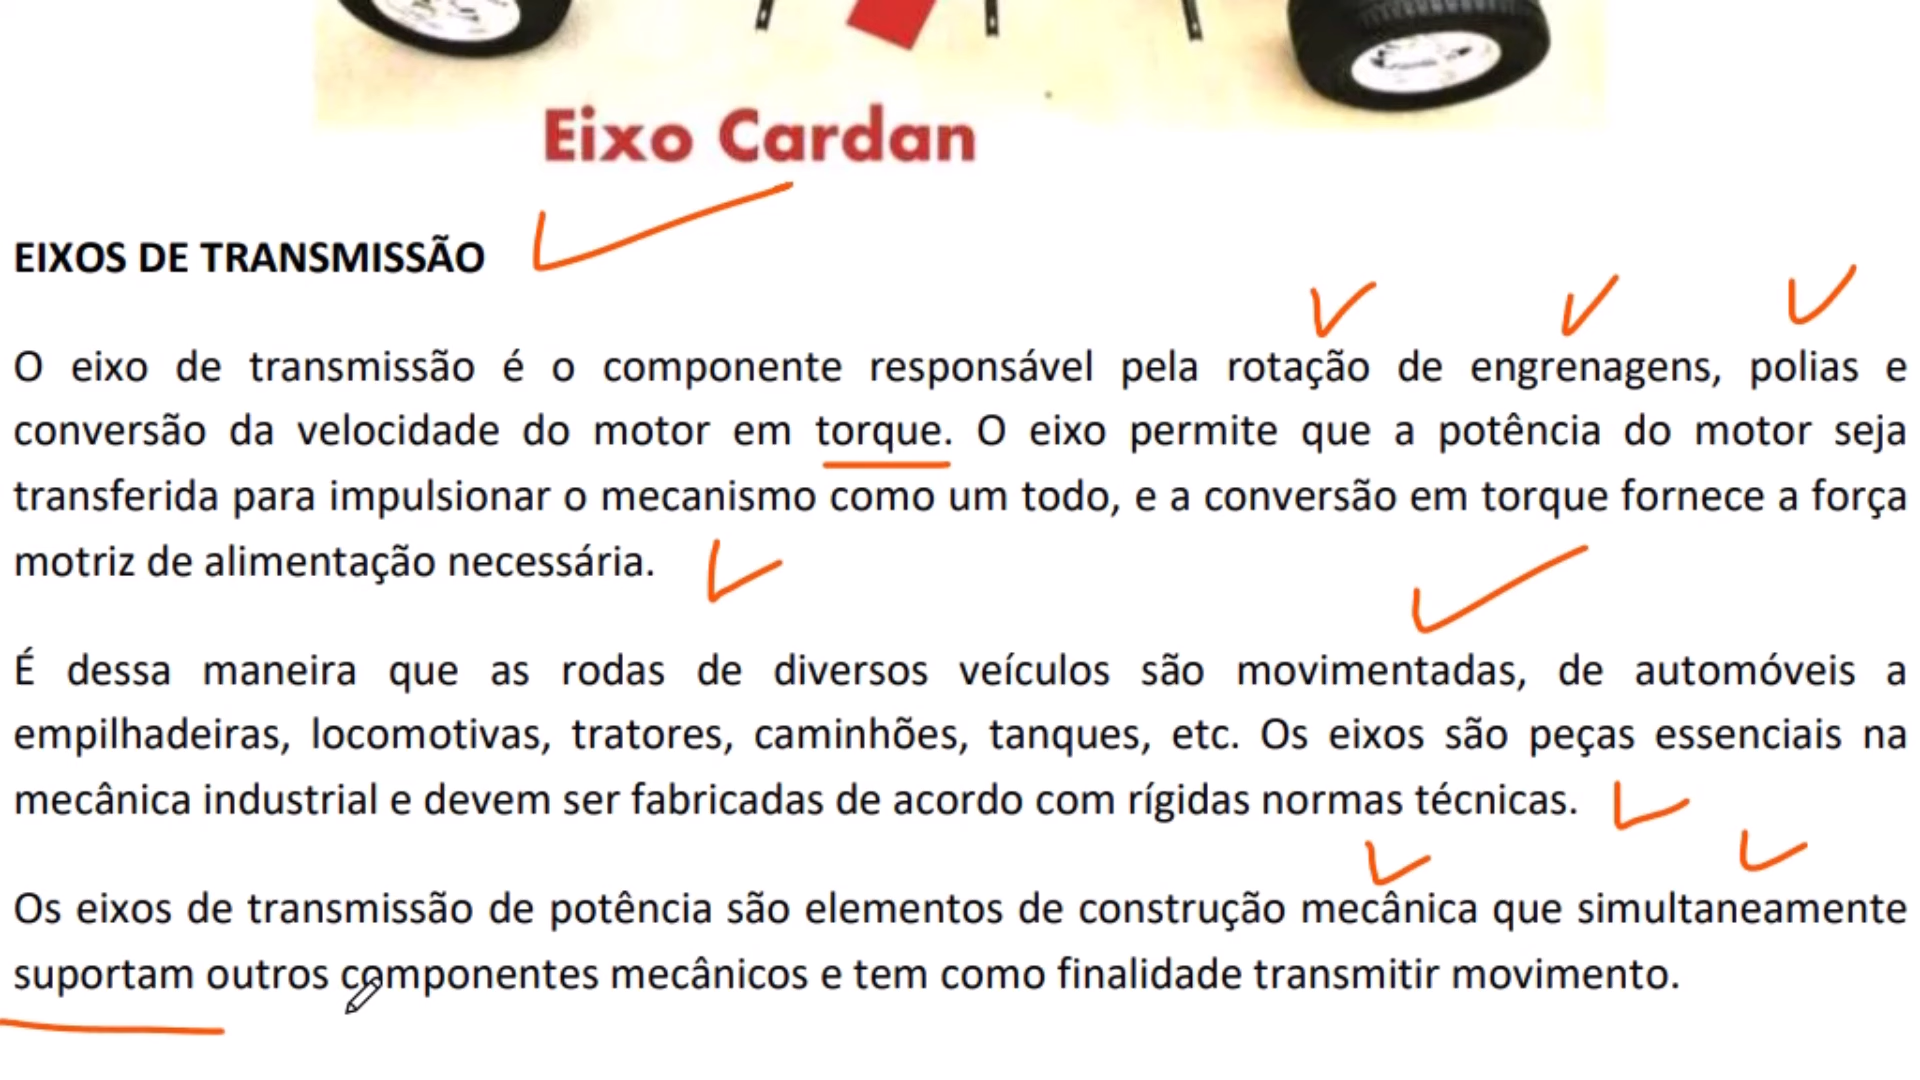 Eixo Cardan
EIXOS DE TRANSMISSÃO
O eixo de transmissão é o componente responsável pela rotação de engrenagens, polias e
conversão da velocidade do motor em torque. O eixo permite que a potência do motor seja
transferida para impulsionar o mecanismo como um todo, e a conversão em torque fornece a força
motriz de alimentação necessária.
É dessa maneira que as rodas de diversos veículos são movimentadas, de automóveis a
empilhadeiras, locomotivas, tratores, caminhões, tanques, etc. Os eixos são peças essenciais na
mecânica industrial e devem ser fabricadas de acordo com rígidas normas técnicas.
Os eixos de transmissão de potência são elementos de construção mecânica que simultaneamente
suportam outros componentes mecânicos e tem como finalidade transmitir movimento.